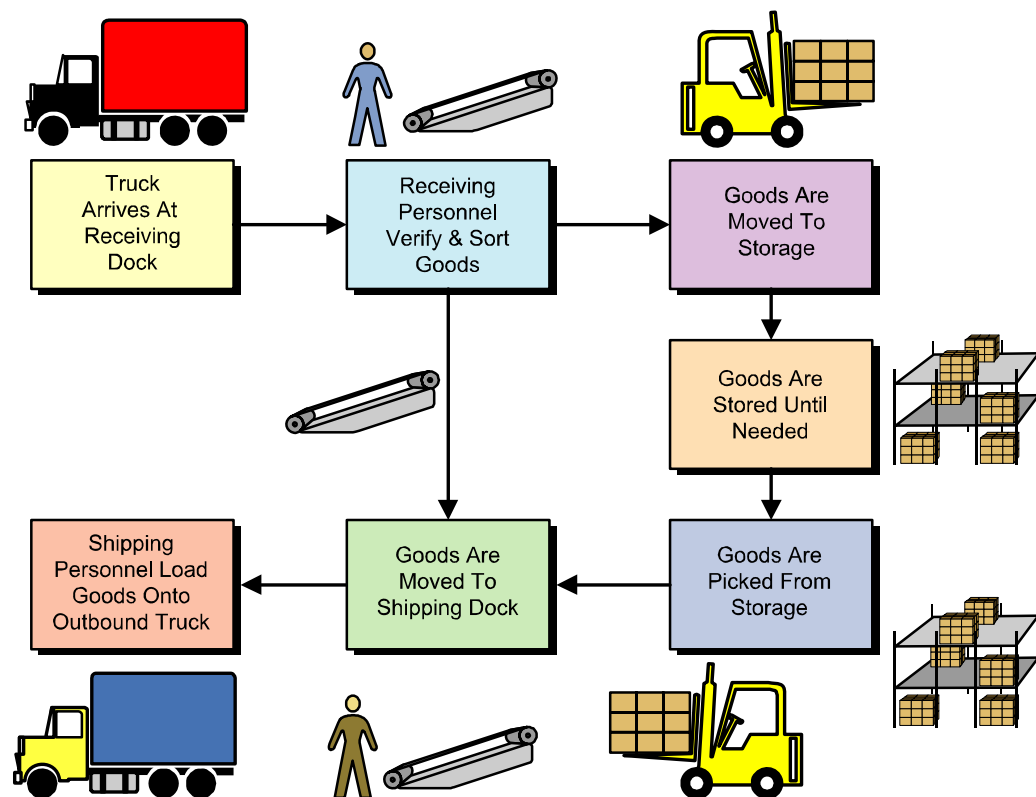 Truck
Arrives At
Receiving
Dock
Receiving
Personnel
Verify & Sort
Goods
Goods Are
Moved To
Storage
Goods Are
Stored Until
Needed
Shipping
Personnel Load
Goods Onto
Outbound Truck
Goods Are
Moved To
Shipping Dock
Goods Are
Picked From
Storage